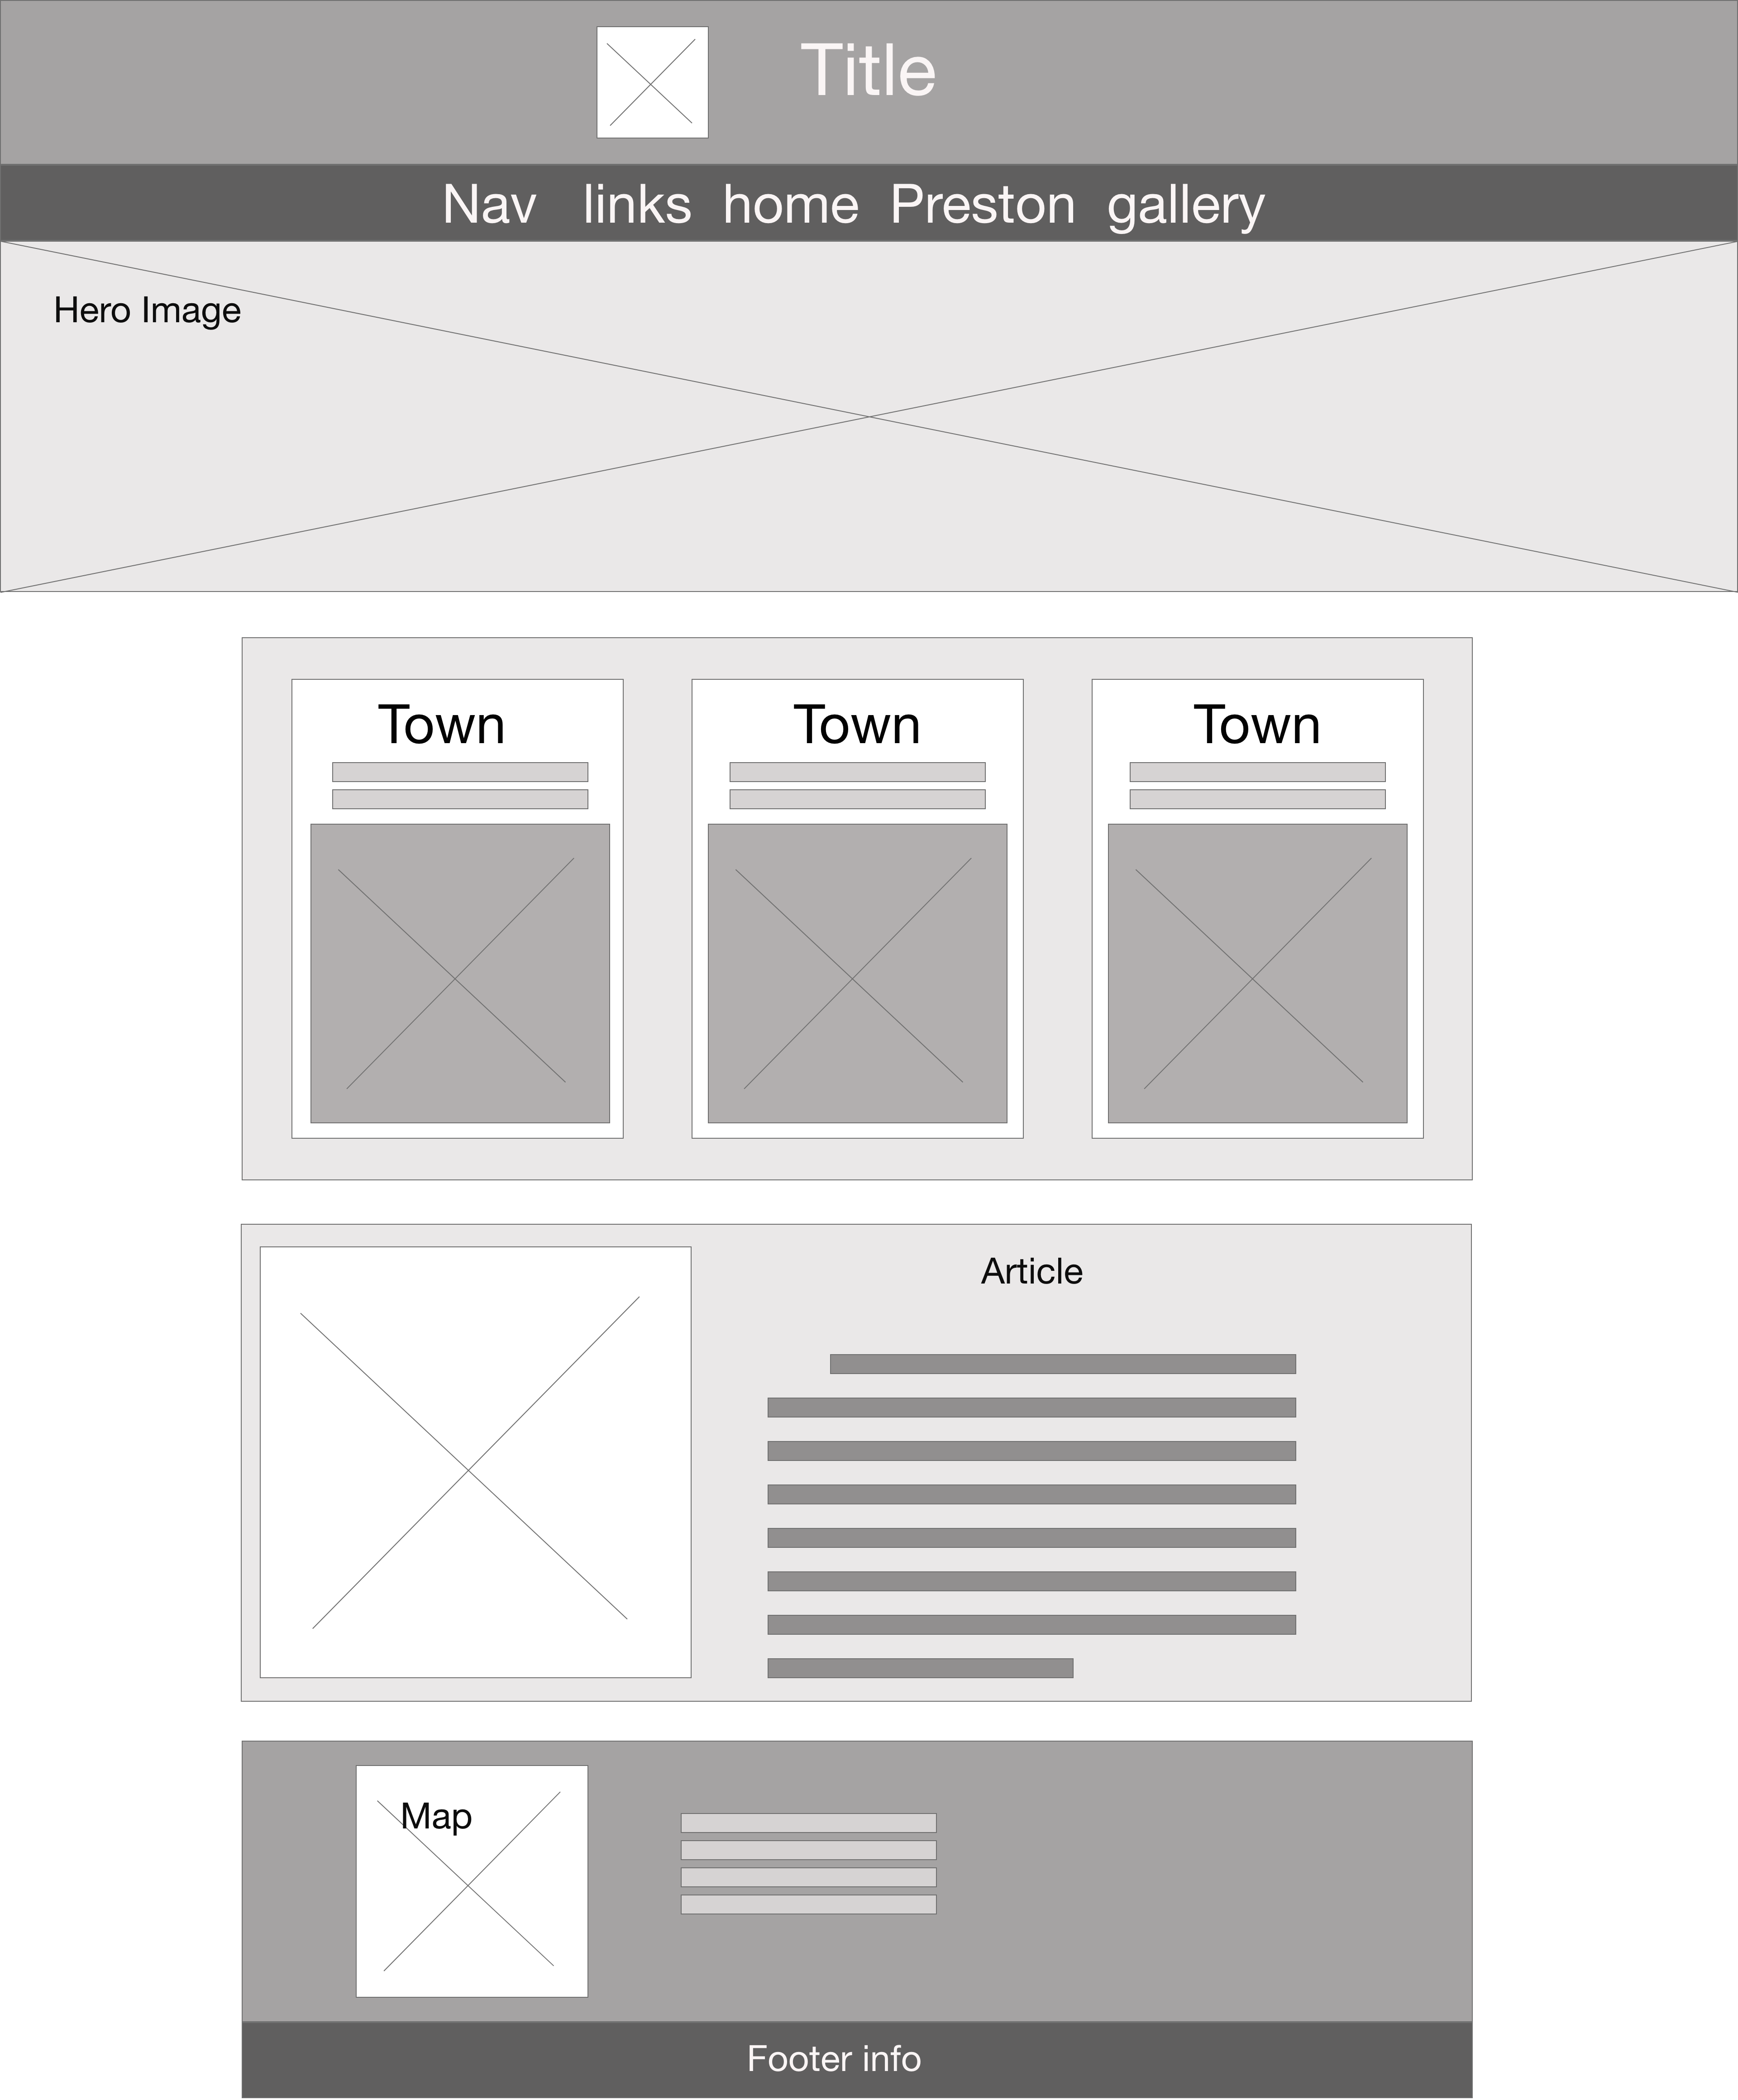 Title
Nav links home Preston gallery
Hero Image
Town Town Town
Article
Map
Footer info